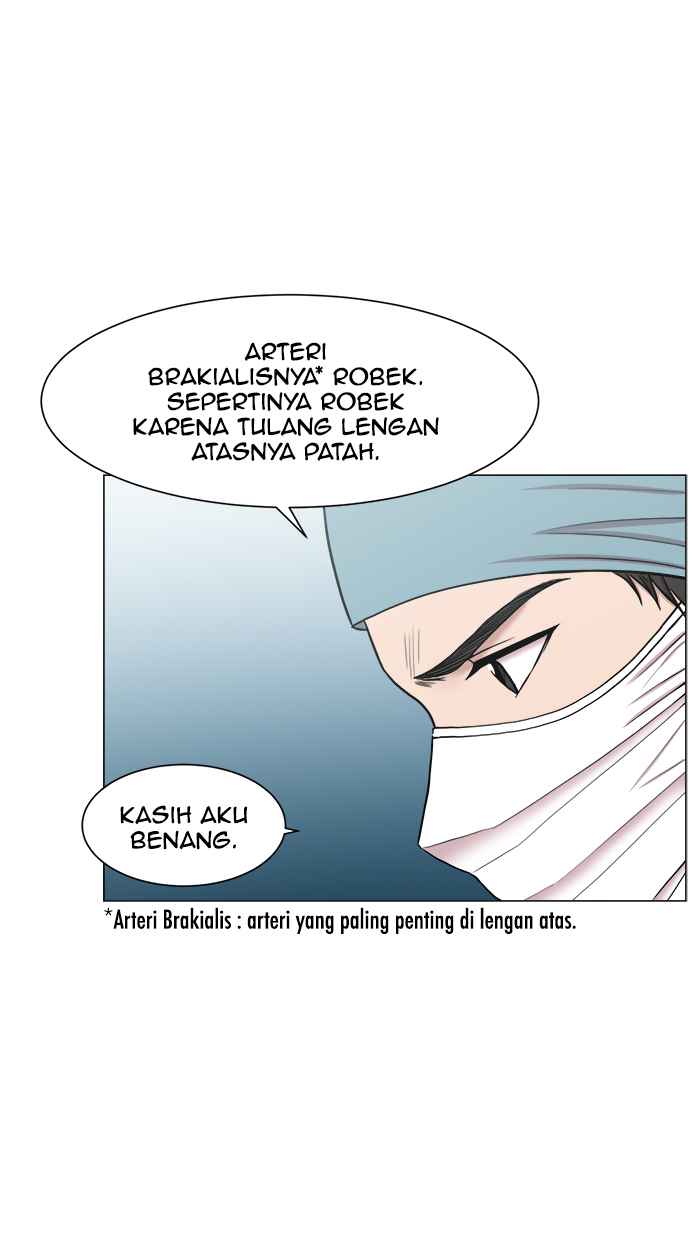 ARTERI
BRAKIALISNYA* ROBEK.
SEPERTINYA ROBEK
KARENA TULANG LENGAN
ATASNYA PATAH.
KASIH AKU
BENANG.
*Arteri Brakialis : arteri yang paling penting di lengan atas.